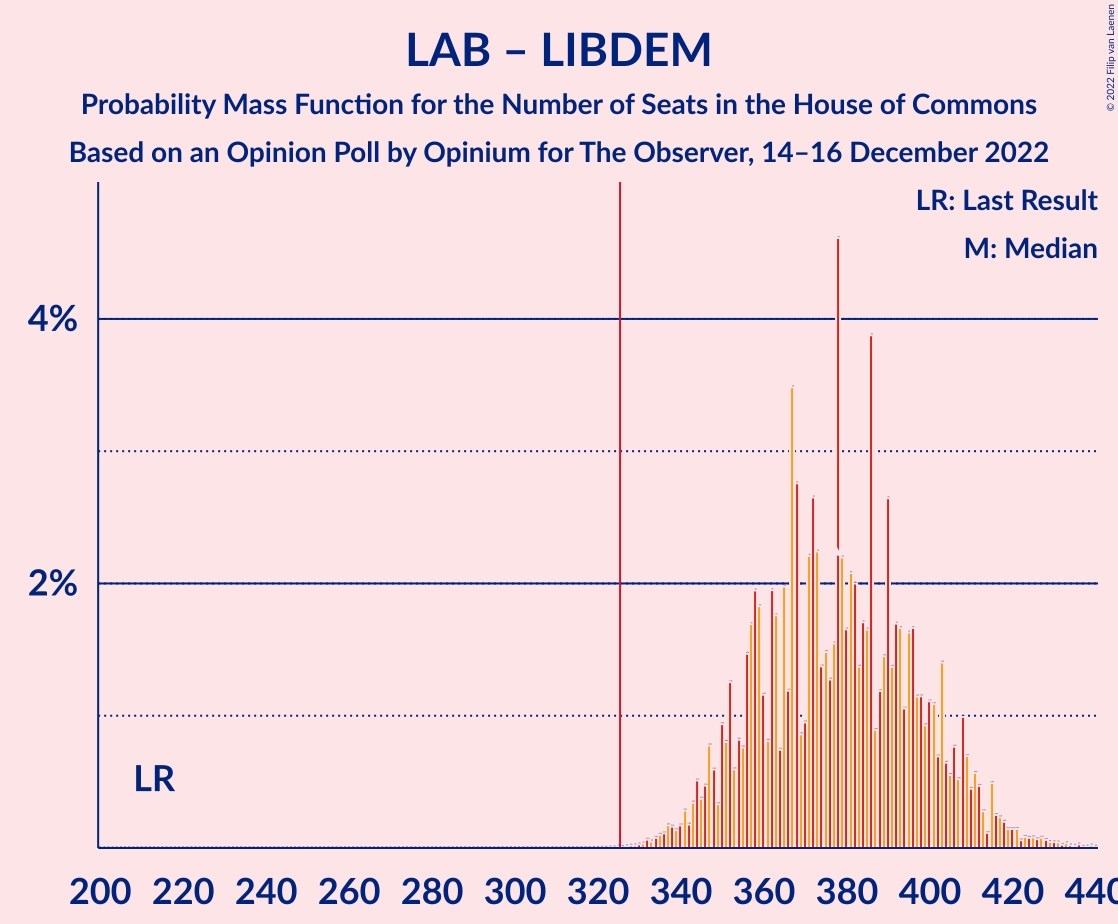 LAB – LIBDEM
Probability Mass Function for the Number of Seats in the House of Commons
Based on an Opinion Poll by Opinium for The Observer, 14–16 December 2022
© 2022 Filip van Laenen
LR: Last Result
M: Median
4%
2%
LR
200 220 240 260 280 300 320 340 360 380 400 420 440